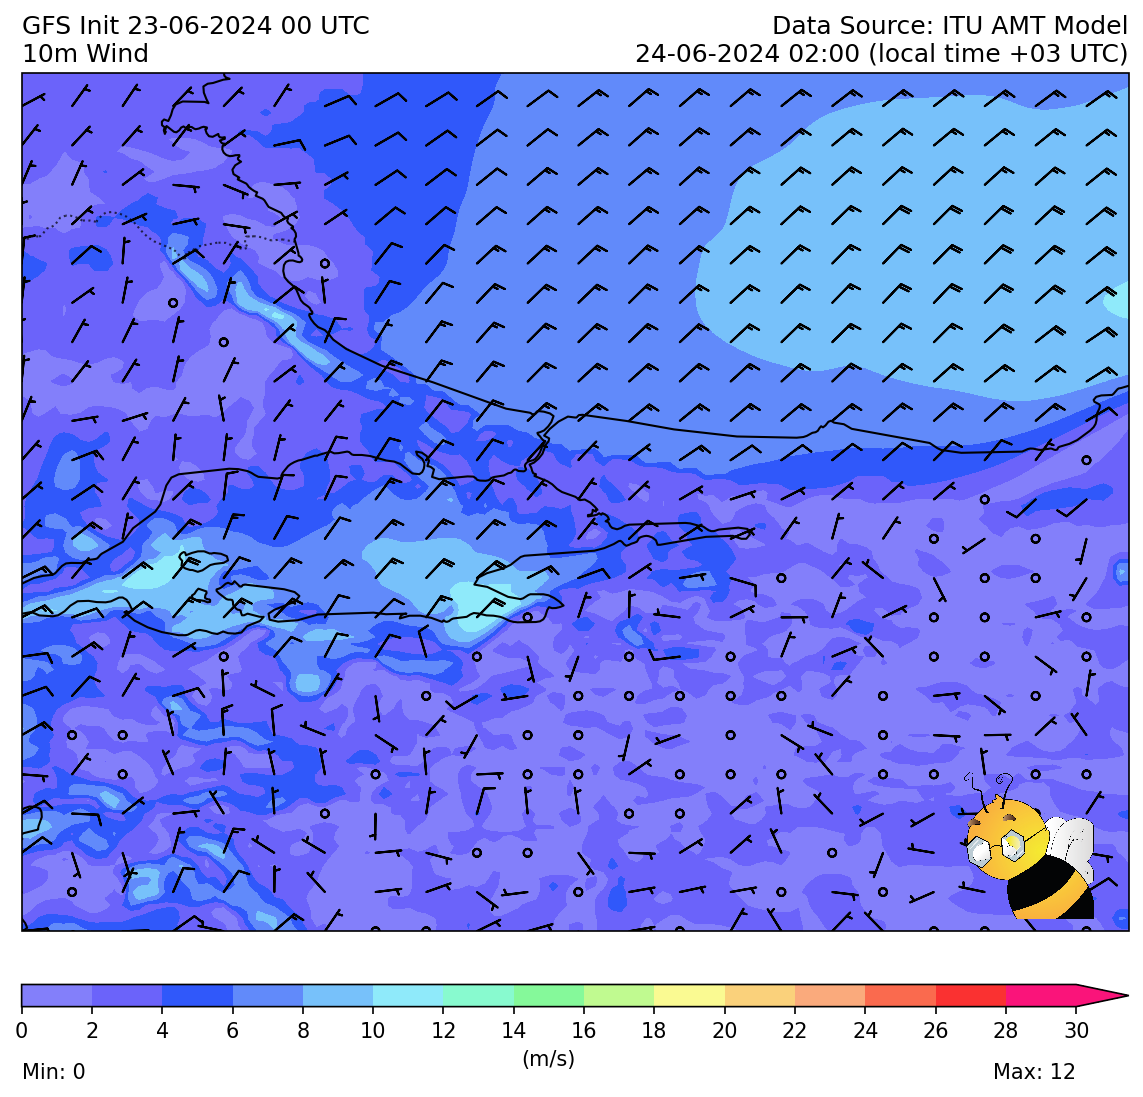 GFS Init 23-06-2024 00 UTC
Data Source: ITU AMT Model
10m Wind
24-06-2024 02:00 (local time +03 UTC)
0 2 4 6 8 10 12 14 16 18 20 22 24 26 28 30
(m/s)
Min: 0
Max: 12